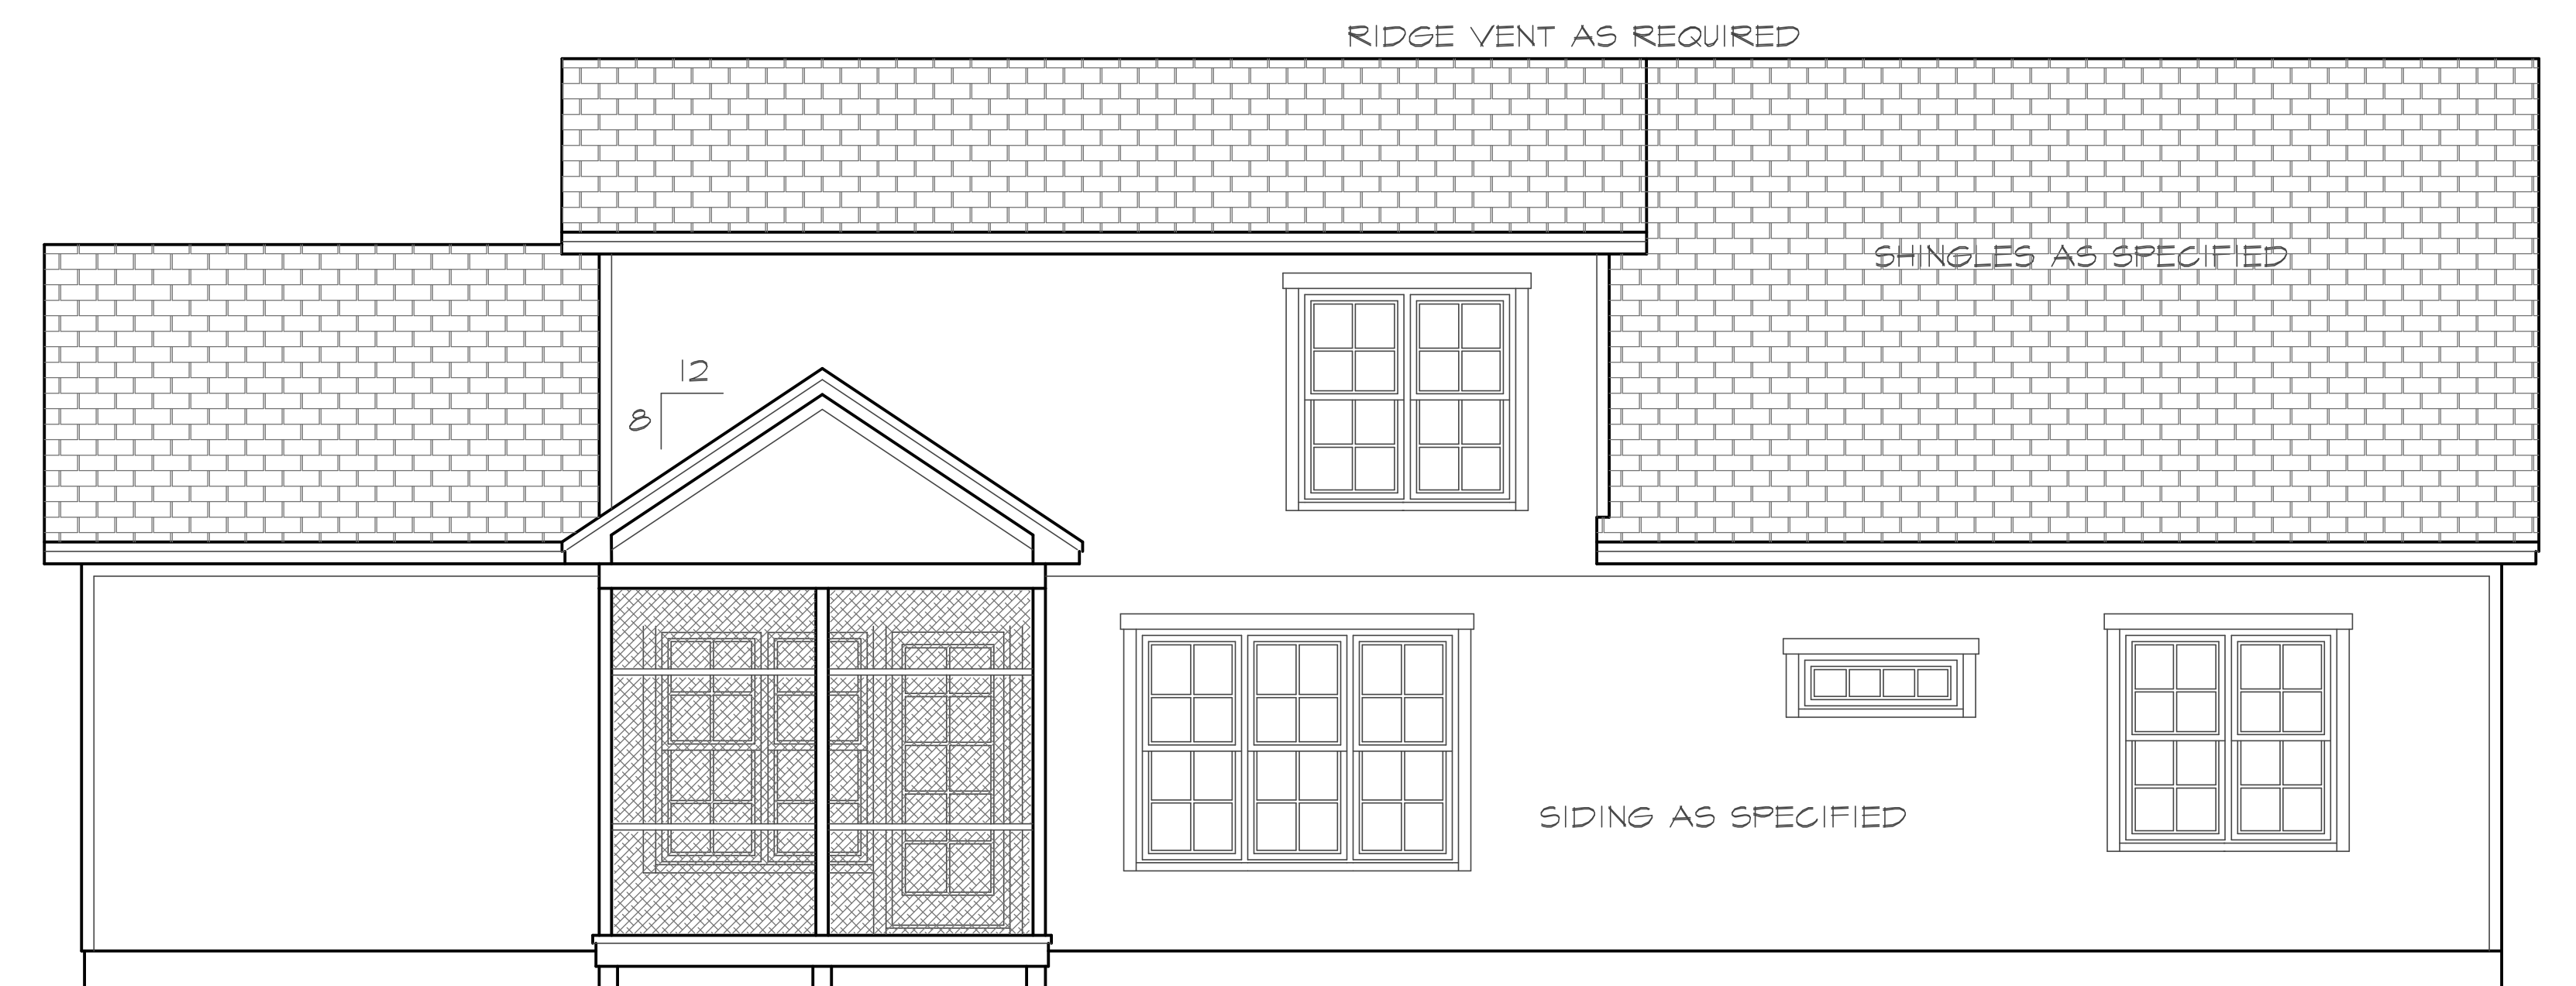 RIDGE VENT AS REQUIRED
SHINGLES AS SPECIFIED
12
8
SIDING AS SPECIFIED